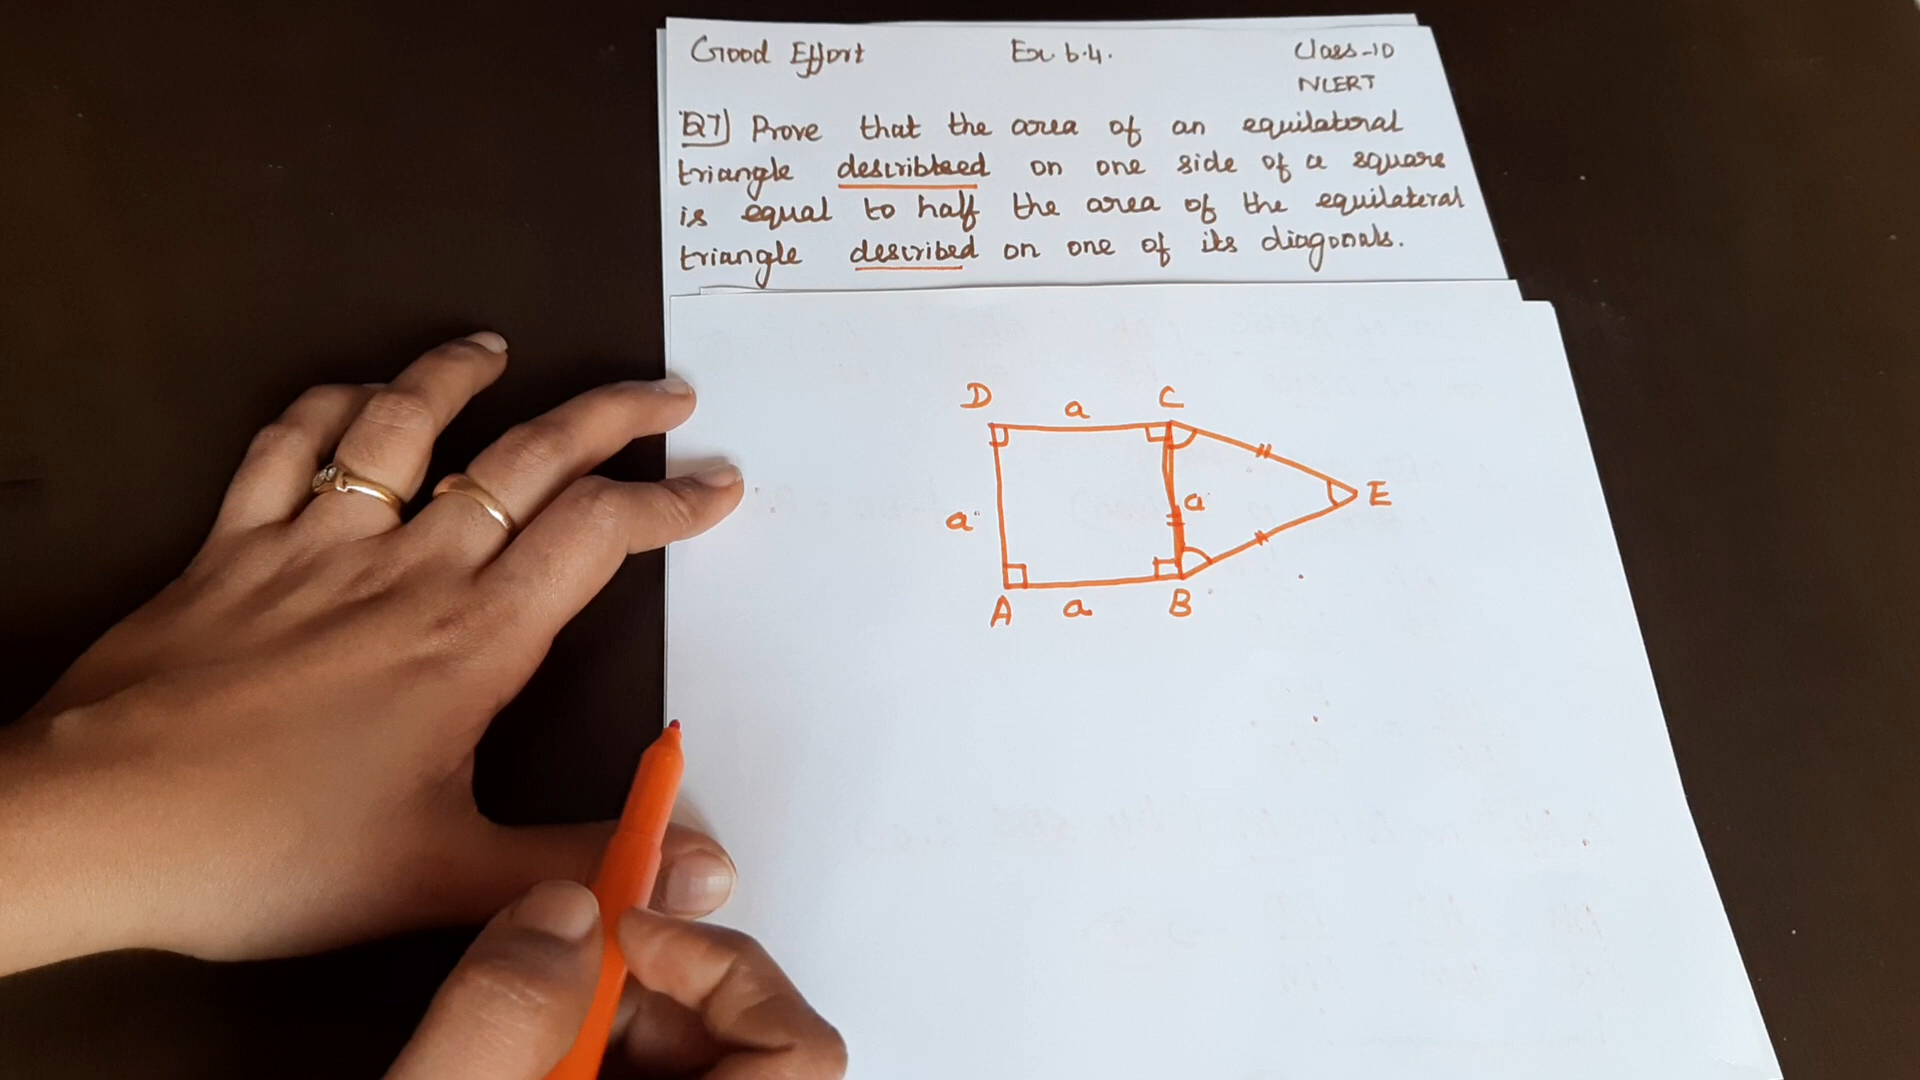 Good Effort Ex 6.4. Class-10
NCERT
Q7) Prove that the area of an equilateral
triangle described on one side of a square
is equal to half the area of the equilateral
triangle described on one of its diagonals.
D a C
a a E
A a B